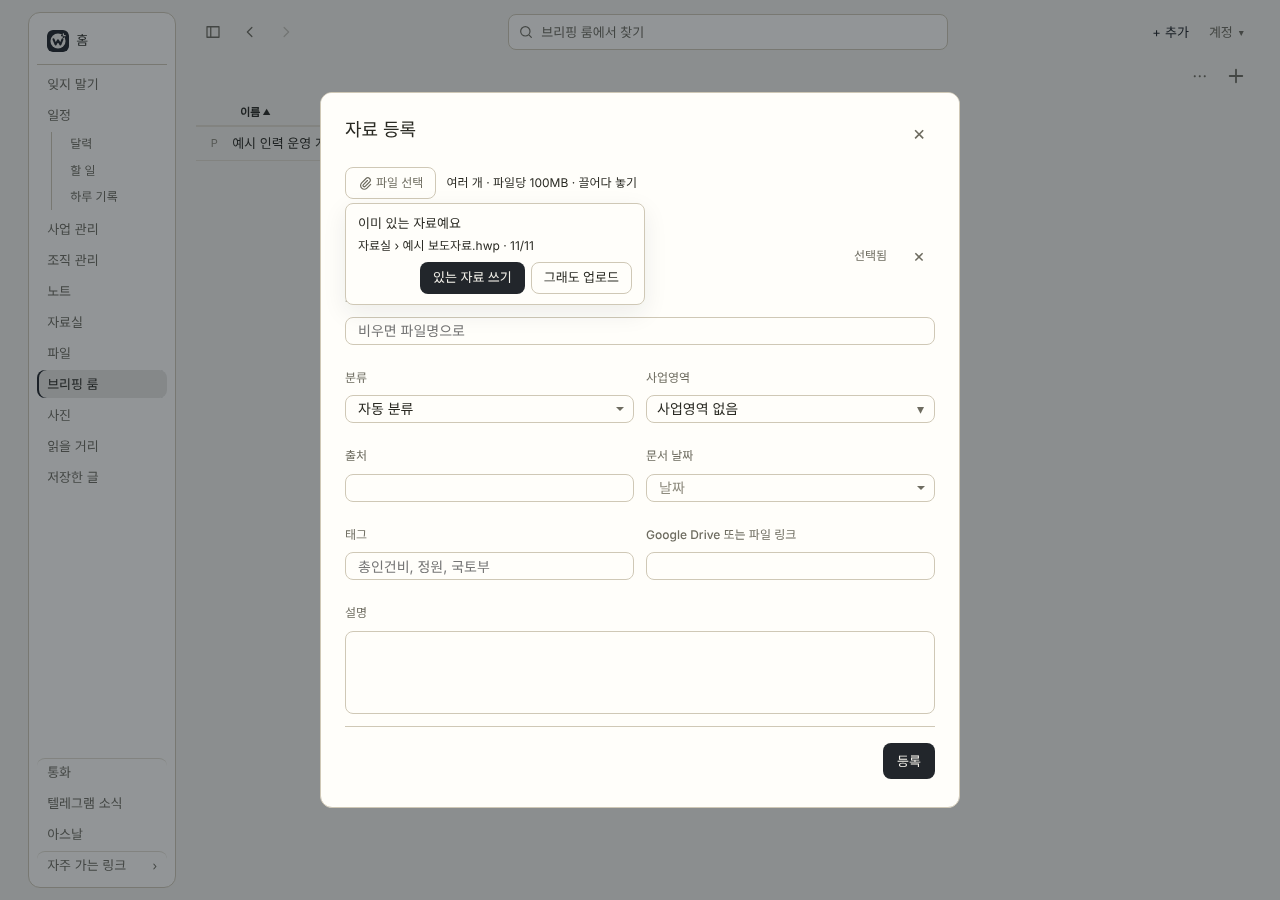 홈
브리핑 룸에서 찾기
+ 추가
계정 ▼
잊지 말기
일정
달력
할 일
하루 기록
사업 관리
조직 관리
노트
자료실
파일
브리핑 룸
사진
읽을 거리
저장한 글
통화
텔레그램 소식
아스날
자주 가는 링크 ›
...
이름▲
P 예시 인력 운영
자료 등록
파일 선택
여러 개 · 파일당 100MB · 끌어다 놓기
이미 있는 자료예요
자료실 › 예시 보도자료.hwp · 11/11
있는 자료 쓰기
그래도 업로드
선택됨
비우면 파일명으로
분류
사업영역
자동 분류
사업영역 없음
출처
문서 날짜
날짜
태그
Google Drive 또는 파일 링크
총인건비, 정원, 국토부
설명
등록